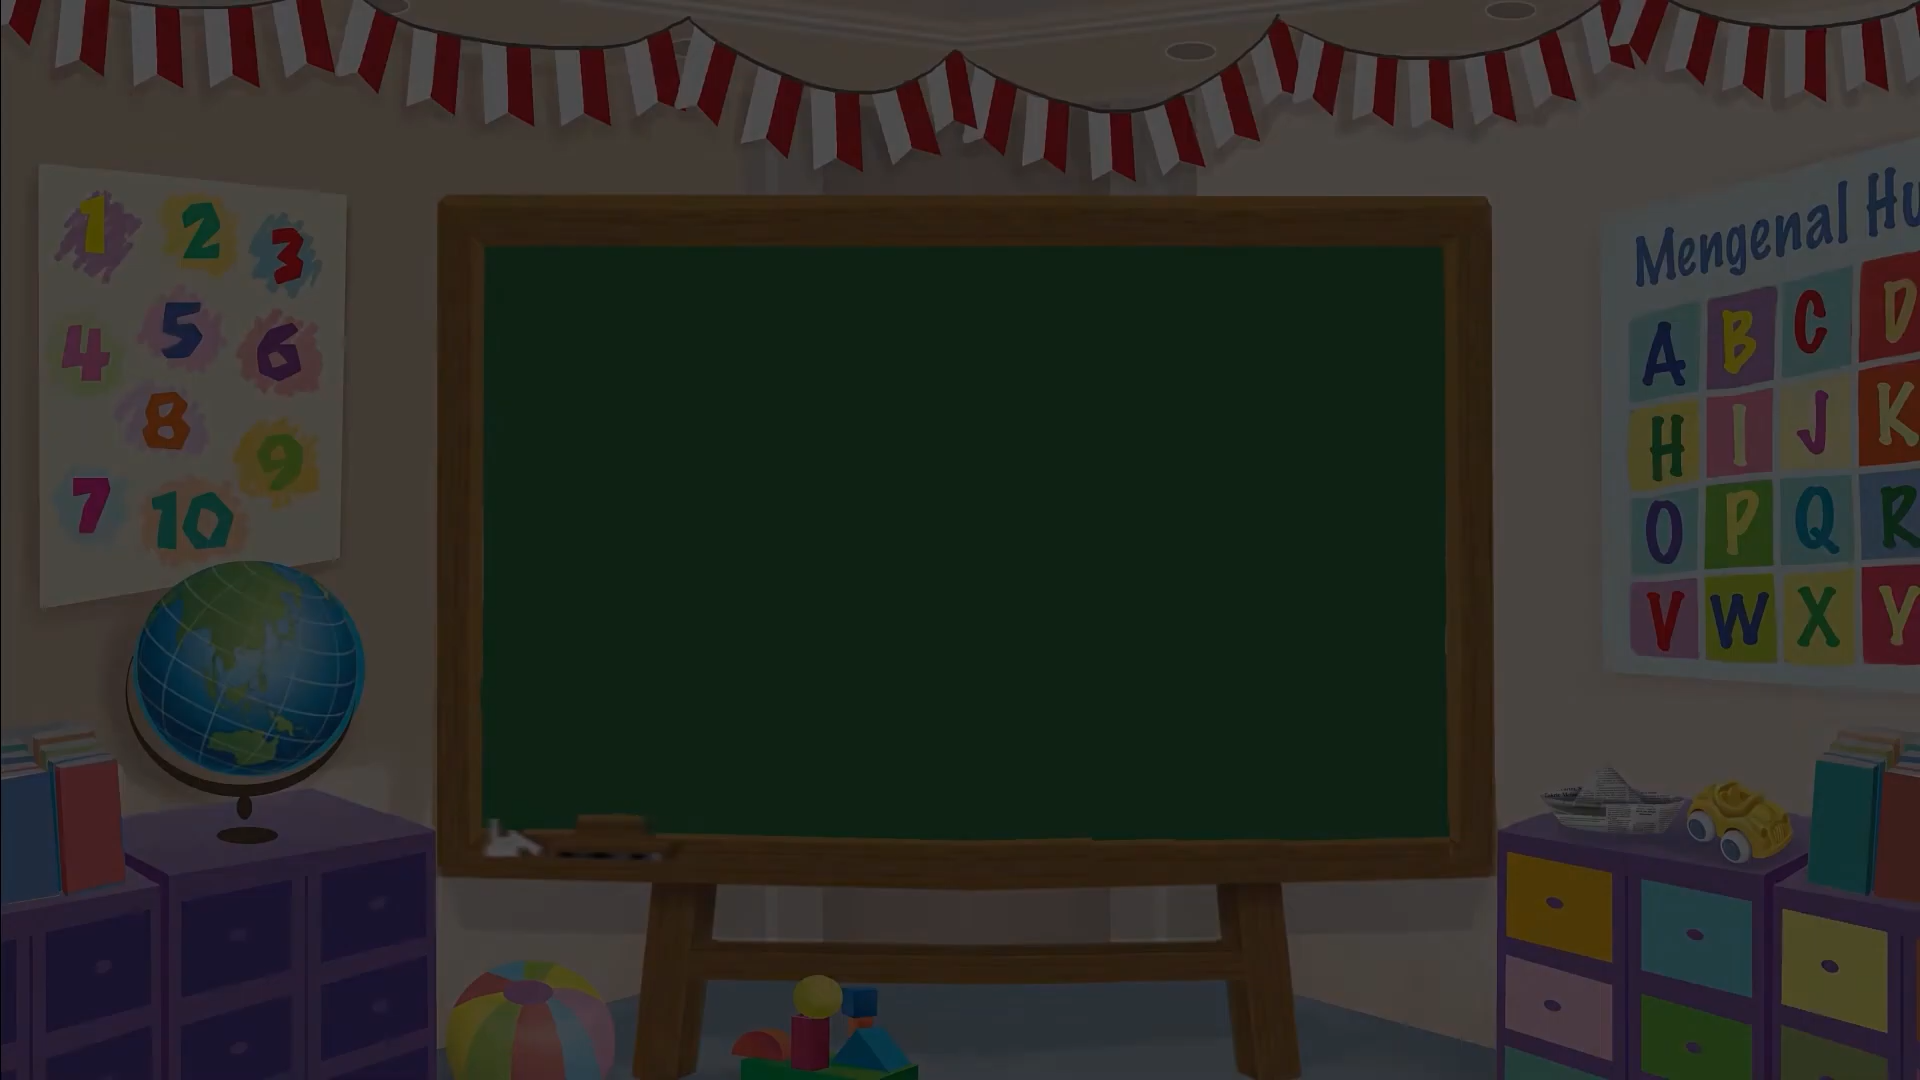 1 2 3
4 5 6
8
9
7 10
Mengenal Hu
A B C D
H I J K
O P Q R
V W X Y